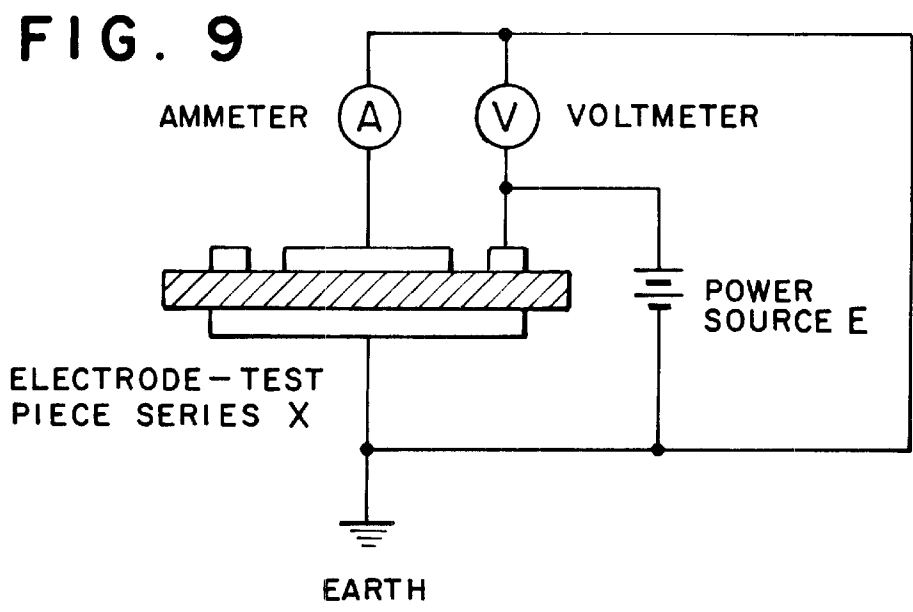 FIG. 9
AMMETER
A
V
VOLTMETER
POWER
SOURCE E
ELECTRODE-TEST
PIECE SERIES X
EARTH